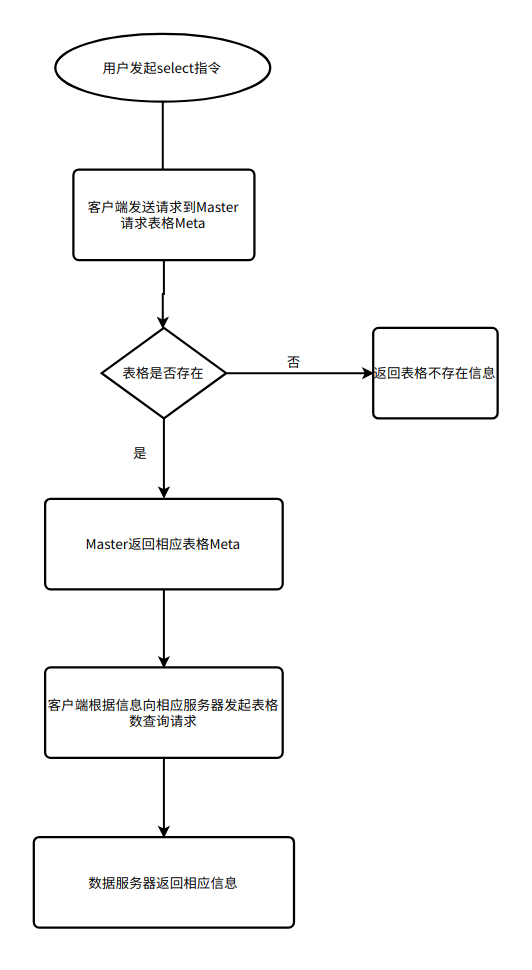 用户发起select指令
客户端发送请求到Master
请求表格Meta
表格是否存在
否
返回表格不存在信息
是
Master返回相应表格Meta
客户端根据信息向相应服务器发起表格
数查询请求
数据服务器返回相应信息